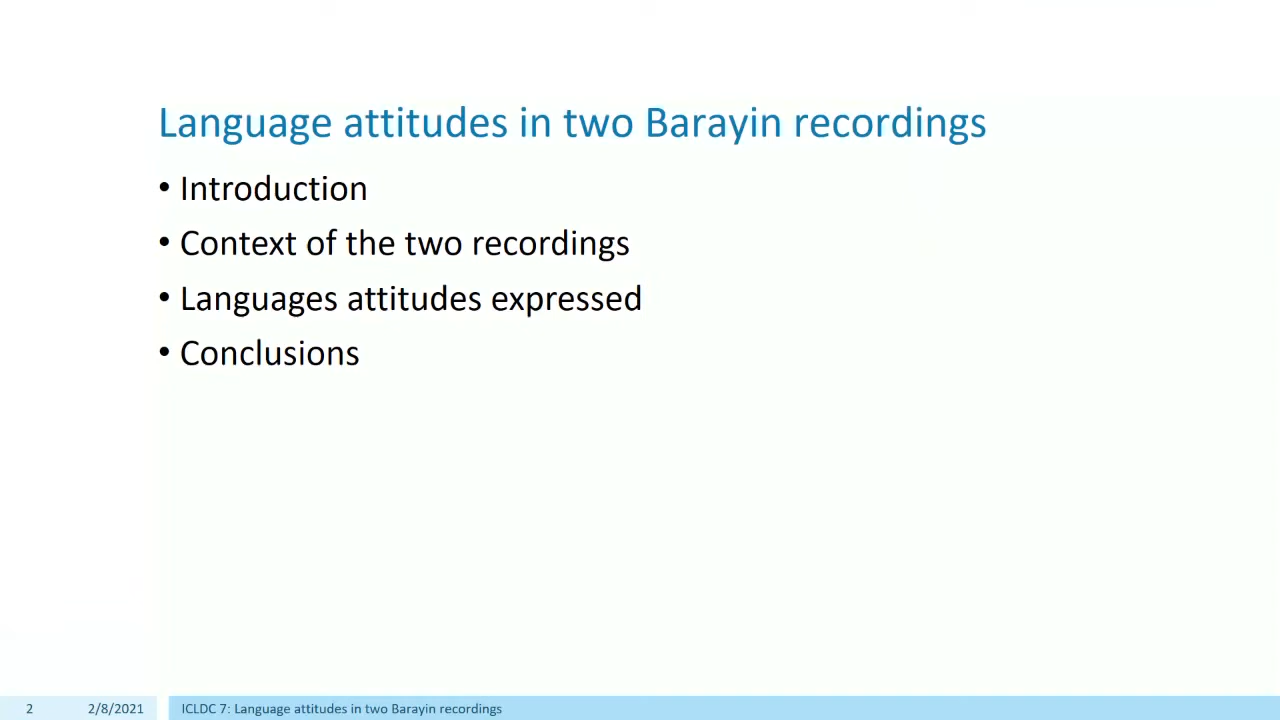 Language attitudes in two Barayin recordings
• Introduction
• Context of the two recordings
• Languages attitudes expressed
• Conclusions
2 2/8/2021 ICLDC 7: Language attitudes in two Barayin recordings